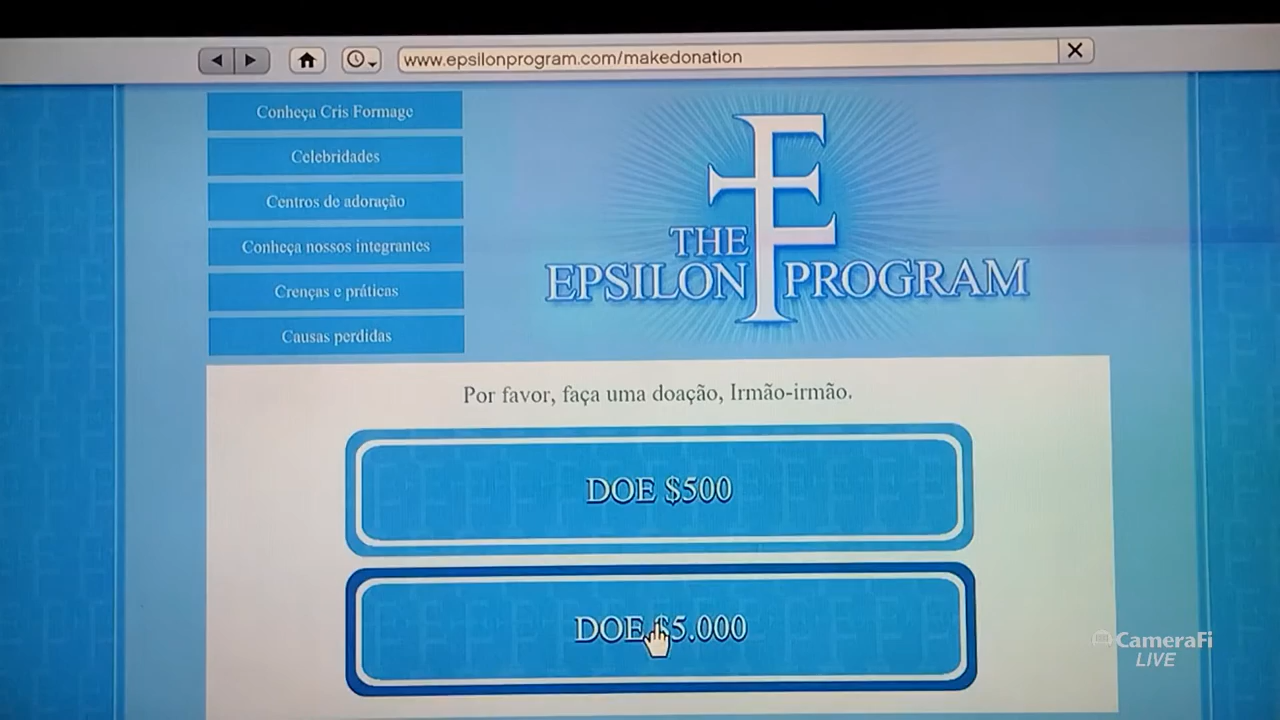 www.epsilonprogram.com/makedonation
Conheça Cris Formage
Celebridades
Centros de adoração
Conheça nossos integrantes
Crenças e práticas
Causas perdidas
THE
EPSILON PROGRAM
Por favor, faça uma doação, Irmão-irmão.
DOE $500
DOE $5.000
CameraFi
LIVE